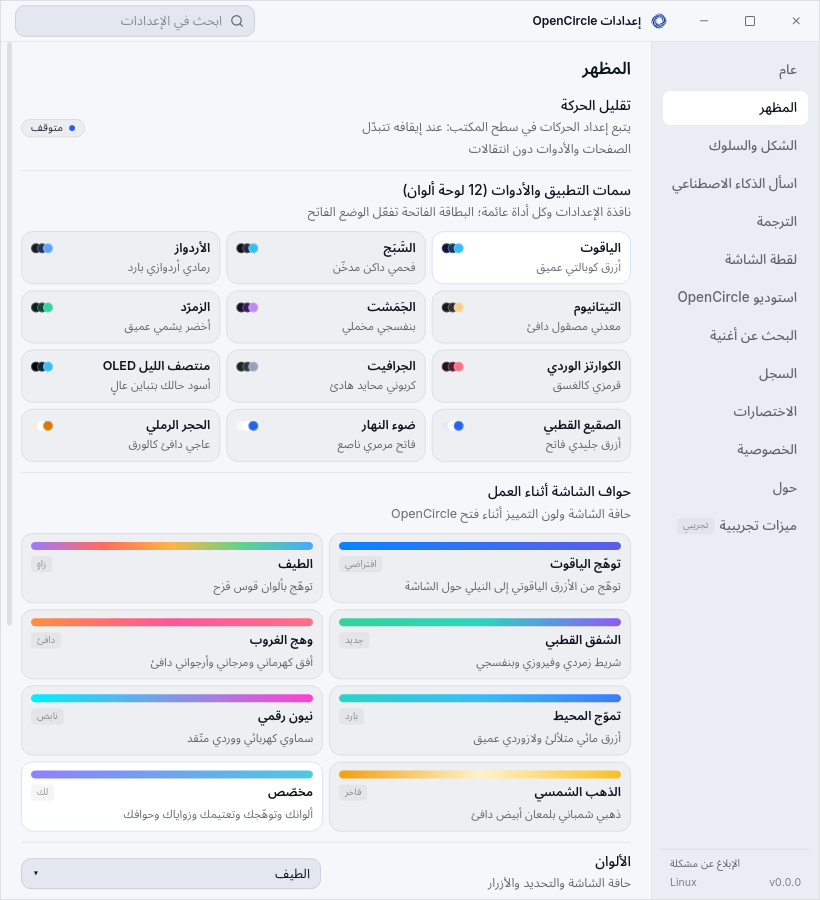 إعدادات OpenCircle
ابحث في الإعدادات
عام
المظهر
الشكل والسلوك
اسأل الذكاء الاصطناعي
الترجمة
لقطة الشاشة
استوديو OpenCircle
البحث عن أغنية
السجل
الاختصارات
الخصوصية
حول
ميزات تجريبية تجريبي
الإبلاغ عن مشكلة
v0.0.0 Linux
المظهر
تقليل الحركة
يتبع إعداد الحركات في سطح المكتب: عند إيقافه تتبدّل
الصفحات والأدوات دون انتقالات
متوقف
سمات التطبيق والأدوات (12 لوحة ألوان)
نافذة الإعدادات وكل أداة عائمة؛ البطاقة الفاتحة تفعّل الوضع الفاتح
الياقوت
أزرق كوبالتي عميق
السَّبَج
فحمي داكن مدخّن
الأردواز
رمادي أردوازي بارد
التيتانيوم
معدني مصقول دافئ
الجَمَشت
بنفسجي مخملي
الزمرّد
أخضر يشمي عميق
الكوارتز الوردي
قرمزي كالغسق
الجرافيت
كربوني محايد هادئ
منتصف الليل OLED
أسود حالك بتباين عالٍ
الصقيع القطبي
أزرق جليدي فاتح
ضوء النهار
فاتح مرمري ناصع
الحجر الرملي
عاجي دافئ كالورق
حواف الشاشة أثناء العمل
حافة الشاشة ولون التمييز أثناء فتح OpenCircle
توهّج الياقوت افتراضي
توهّج من الأزرق الياقوتي إلى النيلي حول الشاشة
الطيف زاهٍ
توهّج بألوان قوس قزح
الشفق القطبي جديد
شريط زمردي وفيروزي وبنفسجي
وهج الغروب دافئ
أفق كهرماني ومرجاني وأرجواني دافئ
تموّج المحيط بارد
أزرق مائي متلألئ ولازوردي عميق
نيون رقمي نابض
سماوي كهربائي ووردي متّقد
الذهب الشمسي فاخر
ذهبي شمباني بلمعان أبيض دافئ
مخصّص لك
ألوانك وتوهّجك وتعتيمك وزواياك وحوافك
الألوان
حافة الشاشة والتحديد والأزرار
الطيف